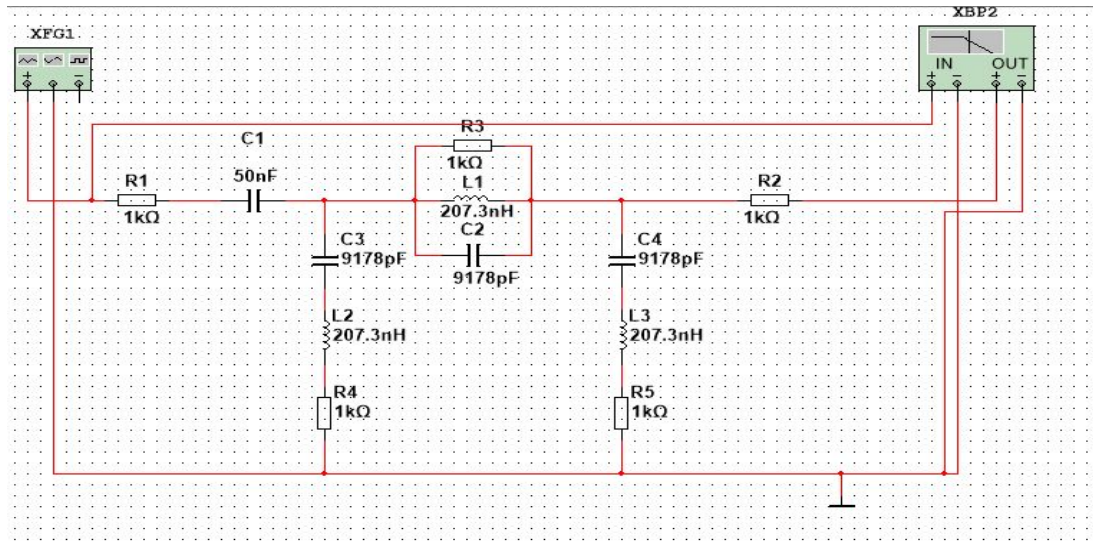 XFG1
XBP2
IN OUT
+ − + −
+ −
C1
50nF
R3
1kΩ
L1
207.3nH
C2
9178pF
R1
1kΩ
R2
1kΩ
C3
9178pF
C4
9178pF
L2
207.3nH
L3
207.3nH
R4
1kΩ
R5
1kΩ